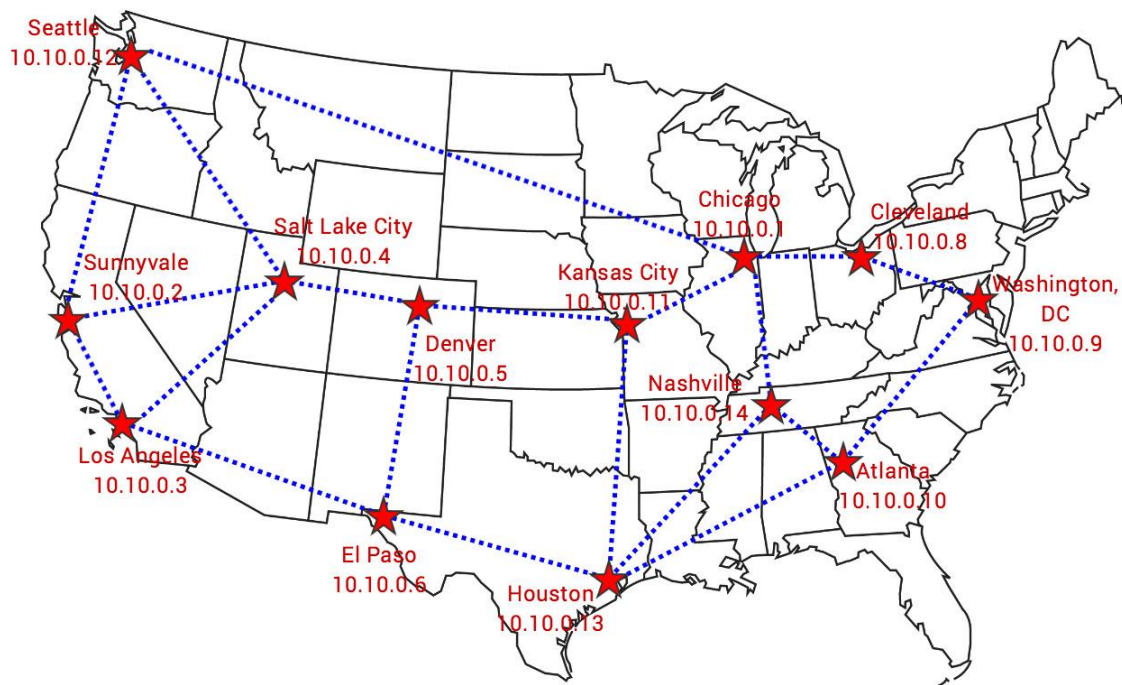 Seattle
10.10.0.12
Chicago
10.10.0.1
Cleveland
10.10.0.8
Salt Lake City
10.10.0.4
Sunnyvale
10.10.0.2
Kansas City
10.10.0.11
Washington,
DC
10.10.0.9
Denver
10.10.0.5
Nashville
10.10.0.14
Los Angeles
10.10.0.3
Atlanta
10.10.0.10
El Paso
10.10.0.6
Houston
10.10.0.13